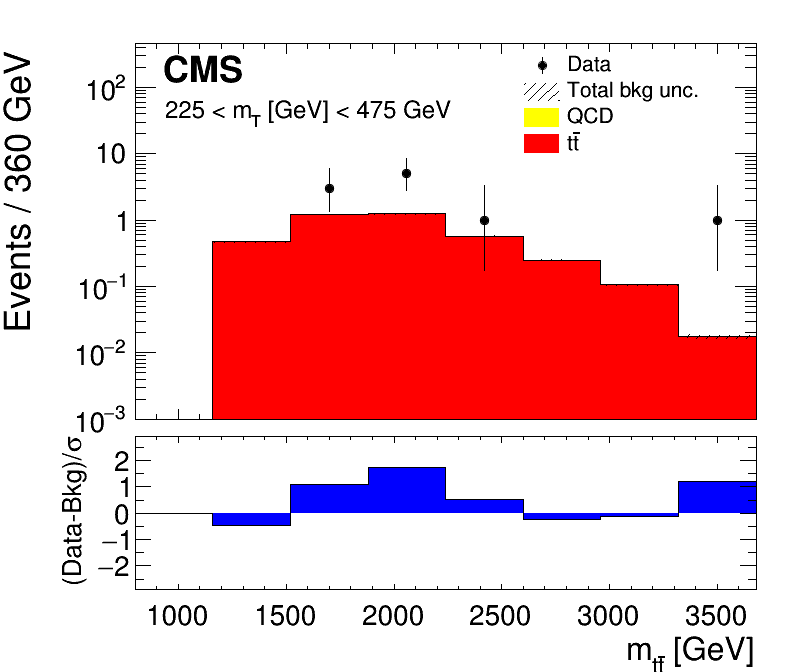 CMS
225 < m_T [GeV] < 475 GeV
Data
Total bkg unc.
QCD
tt̄
Events / 360 GeV
10²
10
1
10⁻¹
10⁻²
10⁻³
(Data-Bkg)/σ
2
1
0
−1
−2
1000 1500 2000 2500 3000 3500
m_tt̄ [GeV]